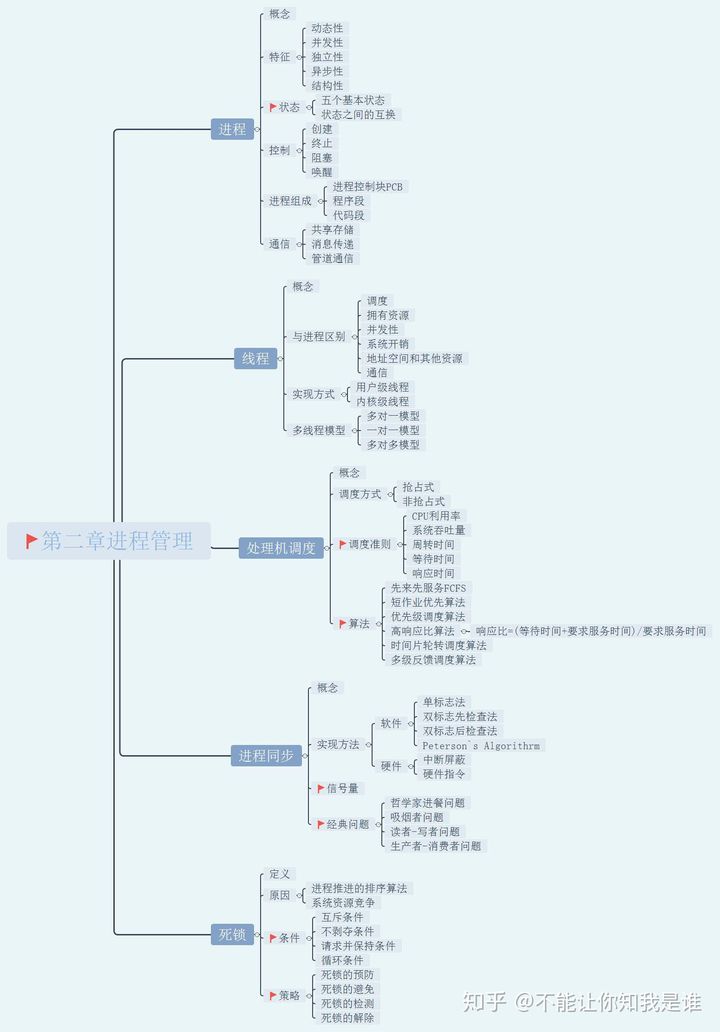 第二章进程管理
进程
概念
特征
动态性
并发性
独立性
异步性
结构性
状态
五个基本状态
状态之间的互换
控制
创建
终止
阻塞
唤醒
进程组成
进程控制块PCB
程序段
代码段
通信
共享存储
消息传递
管道通信
线程
概念
与进程区别
调度
拥有资源
并发性
系统开销
地址空间和其他资源
通信
实现方式
用户级线程
内核级线程
多线程模型
多对一模型
一对一模型
多对多模型
处理机调度
概念
调度方式
抢占式
非抢占式
调度准则
CPU利用率
系统吞吐量
周转时间
等待时间
响应时间
算法
先来先服务FCFS
短作业优先算法
优先级调度算法
高响应比算法
响应比=(等待时间+要求服务时间)/要求服务时间
时间片轮转调度算法
多级反馈调度算法
进程同步
概念
实现方法
软件
单标志法
双标志先检查法
双标志后检查法
Peterson`s Algorithrm
硬件
中断屏蔽
硬件指令
信号量
经典问题
哲学家进餐问题
吸烟者问题
读者-写者问题
生产者-消费者问题
死锁
定义
原因
进程推进的排序算法
系统资源竞争
条件
互斥条件
不剥夺条件
请求并保持条件
循环条件
策略
死锁的预防
死锁的避免
死锁的检测
死锁的解除
知乎 @不能让你知我是谁